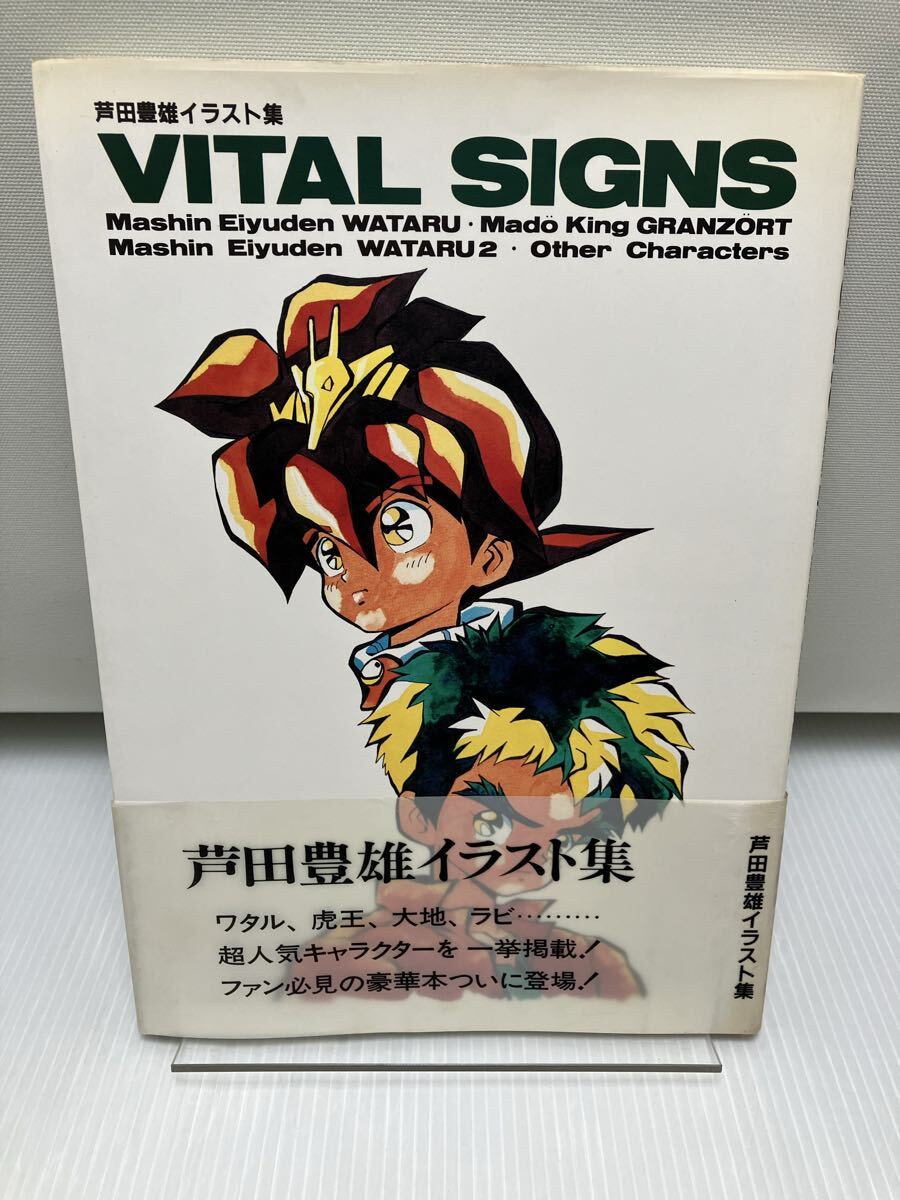 芦田豊雄イラスト集
VITAL SIGNS
Mashin Eiyuden WATARU · Madö King GRANZÖRT
Mashin Eiyuden WATARU2 · Other Characters
芦田豊雄イラスト集
ワタル、虎王、大地、ラビ………
超人気キャラクターを一挙掲載!
ファン必見の豪華本ついに登場!
芦田豊雄イラスト集